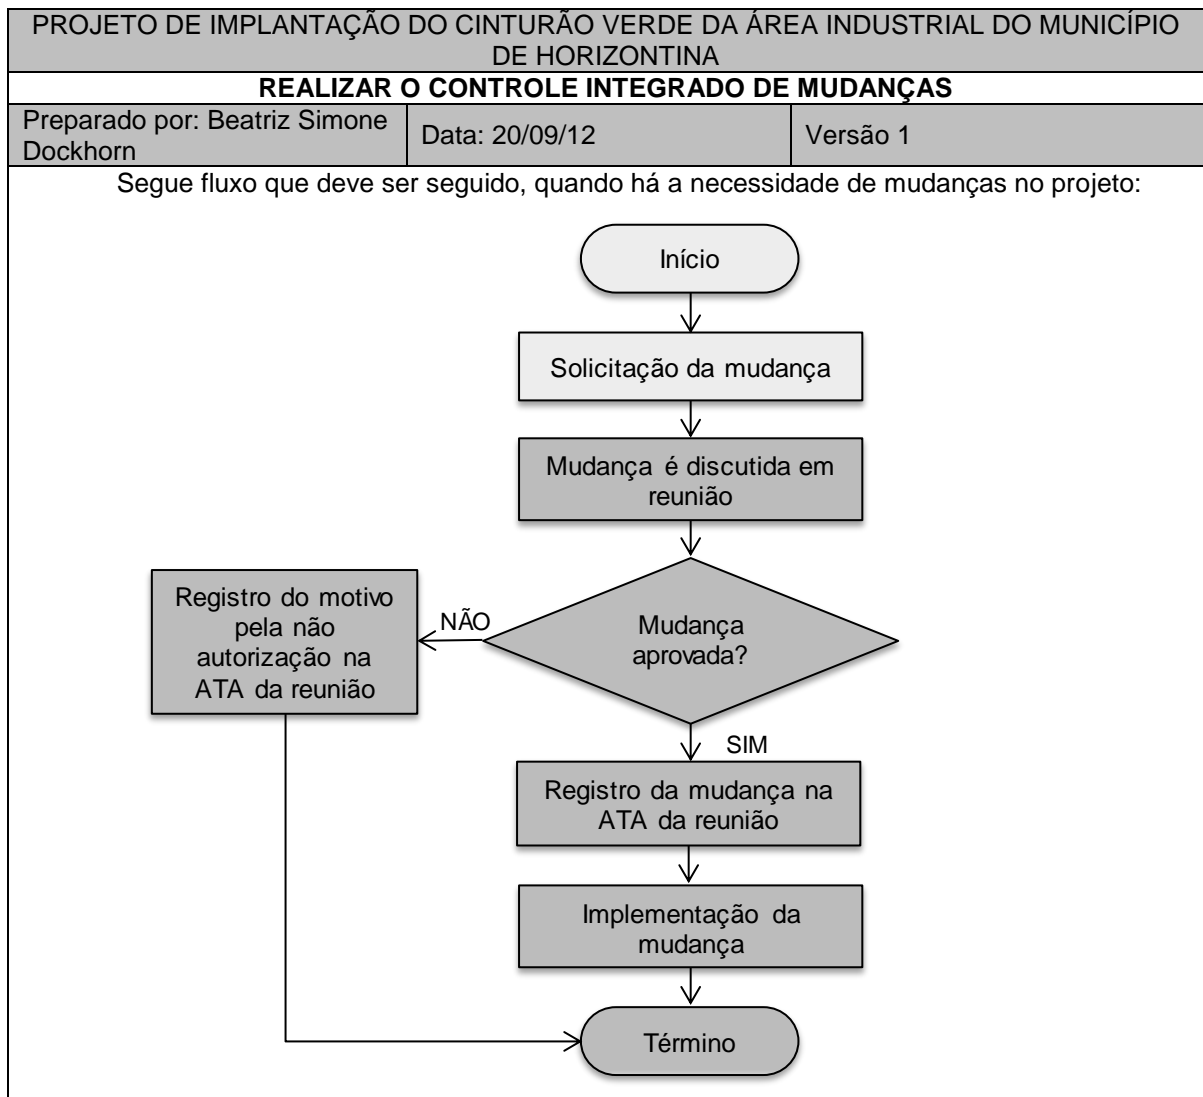 PROJETO DE IMPLANTAÇÃO DO CINTURÃO VERDE DA ÁREA INDUSTRIAL DO MUNICÍPIO
DE HORIZONTINA
REALIZAR O CONTROLE INTEGRADO DE MUDANÇAS
Preparado por: Beatriz Simone
Dockhorn
Data: 20/09/12
Versão 1
Segue fluxo que deve ser seguido, quando há a necessidade de mudanças no projeto:
Início
Solicitação da mudança
Mudança é discutida em
reunião
Mudança
aprovada?
NÃO
Registro do motivo
pela não
autorização na
ATA da reunião
SIM
Registro da mudança na
ATA da reunião
Implementação da
mudança
Término